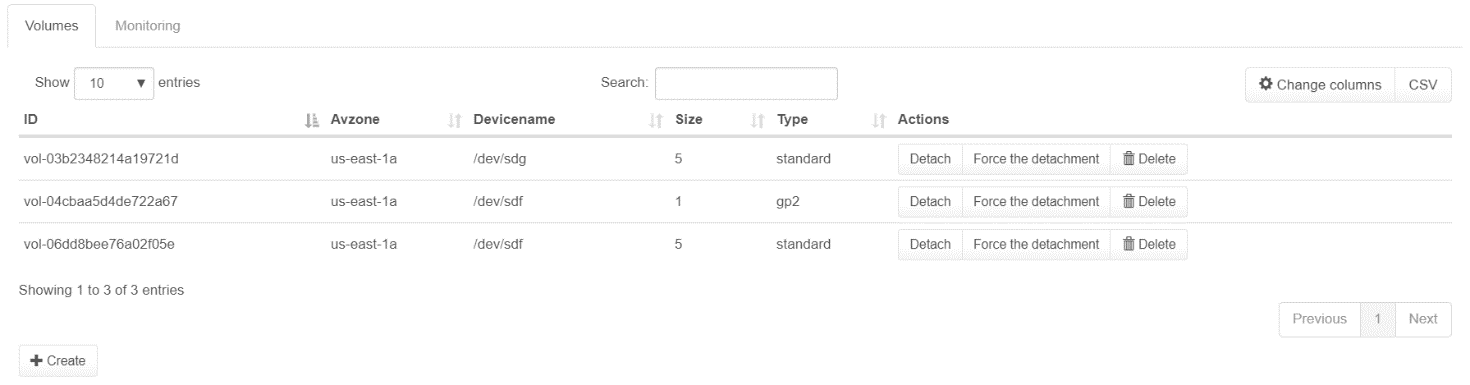 Volumes Monitoring
Show 10 entries Search: Change columns CSV
ID Avzone Devicename Size Type Actions
vol-03b2348214a19721d us-east-1a /dev/sdg 5 standard Detach Force the detachment Delete
vol-04cbaa5d4de722a67 us-east-1a /dev/sdf 1 gp2 Detach Force the detachment Delete
vol-06dd8bee76a02f05e us-east-1a /dev/sdf 5 standard Detach Force the detachment Delete
Showing 1 to 3 of 3 entries
Previous 1 Next
Create